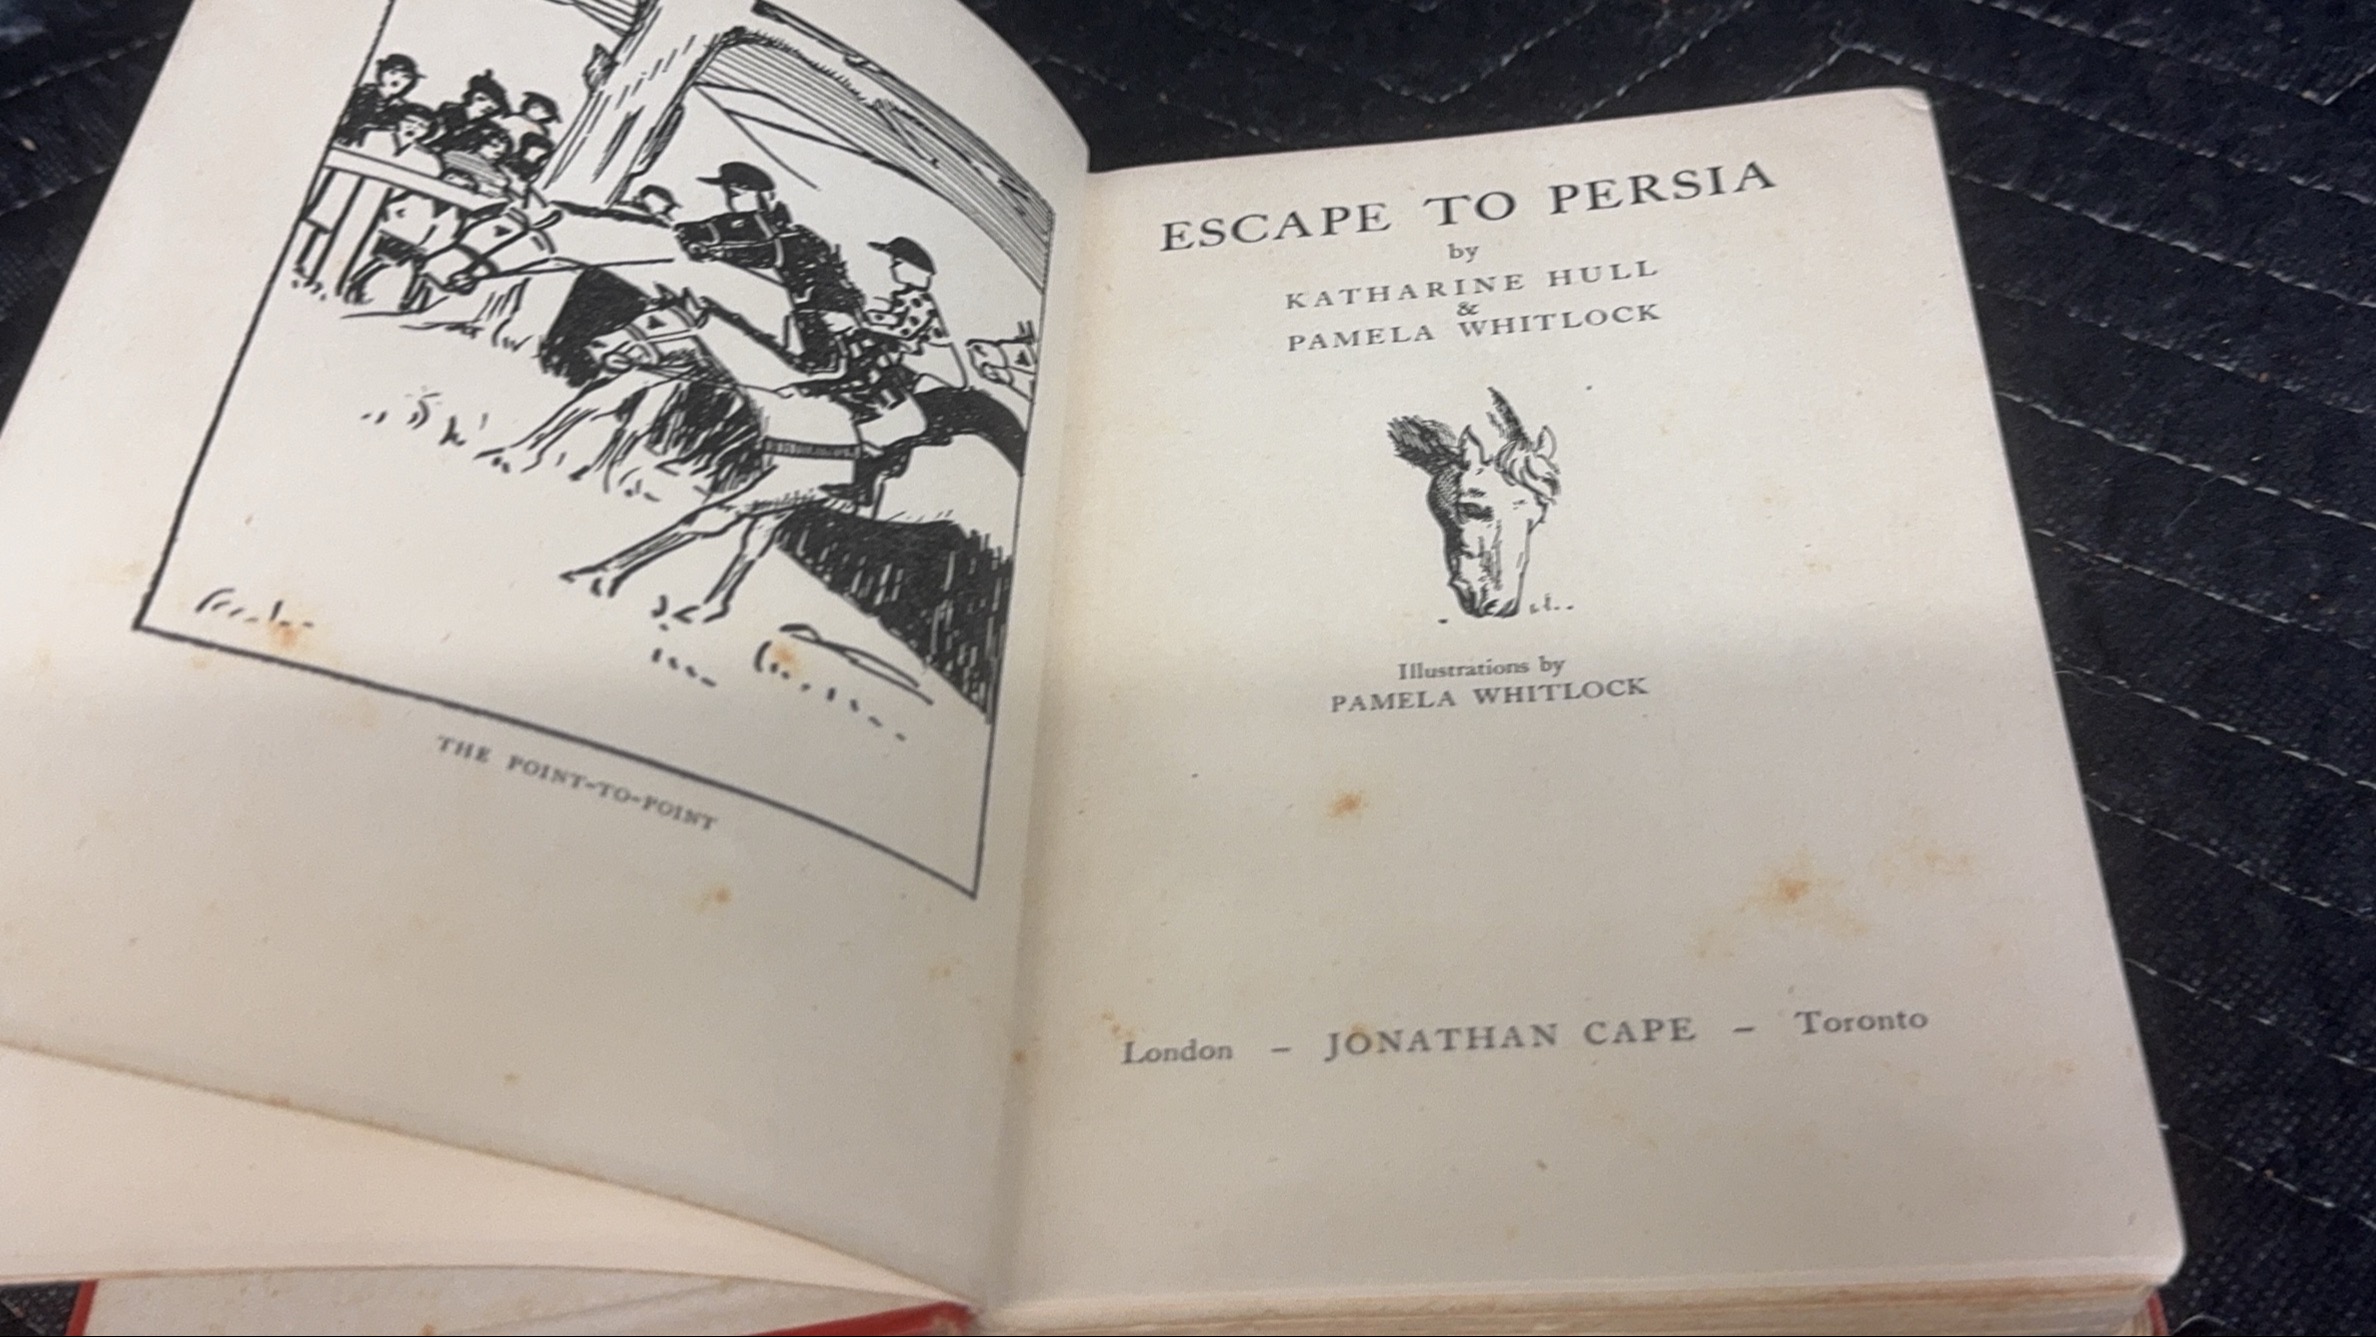 THE POINT-TO-POINT
ESCAPE TO PERSIA
by
KATHARINE HULL
&
PAMELA WHITLOCK
Illustrations by
PAMELA WHITLOCK
London – JONATHAN CAPE – Toronto